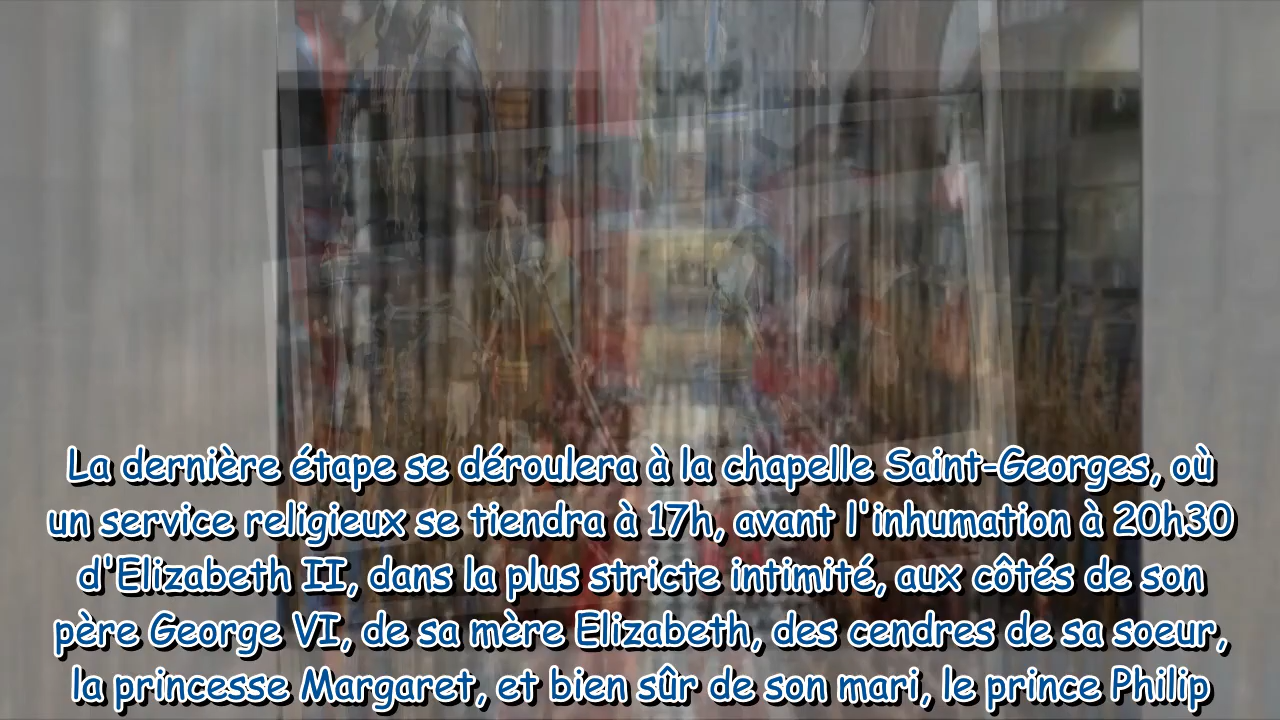 La dernière étape se déroulera à la chapelle Saint-Georges, où
un service religieux se tiendra à 17h, avant l'inhumation à 20h30
d'Elizabeth II, dans la plus stricte intimité, aux côtés de son
père George VI, de sa mère Elizabeth, des cendres de sa soeur,
la princesse Margaret, et bien sûr de son mari, le prince Philip